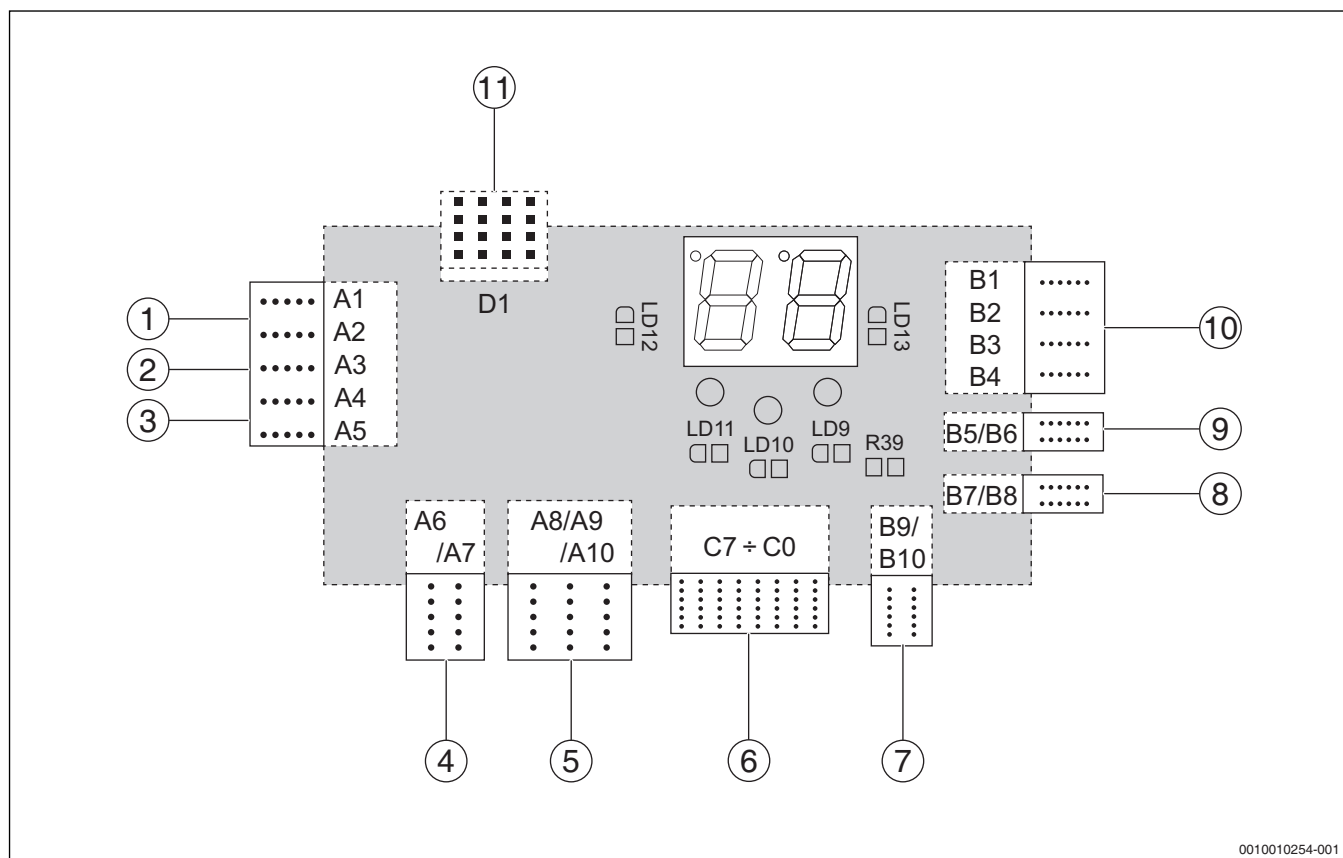 11
D1
A1
A2
A3
A4
A5
1
2
3
LD12
LD13
LD11
LD10
LD9
R39
B1
B2
B3
B4
10
B5/B6
9
B7/B8
8
A6
/A7
A8/A9
/A10
C7 ÷ C0
B9/
B10
4
5
6
7
0010010254-001